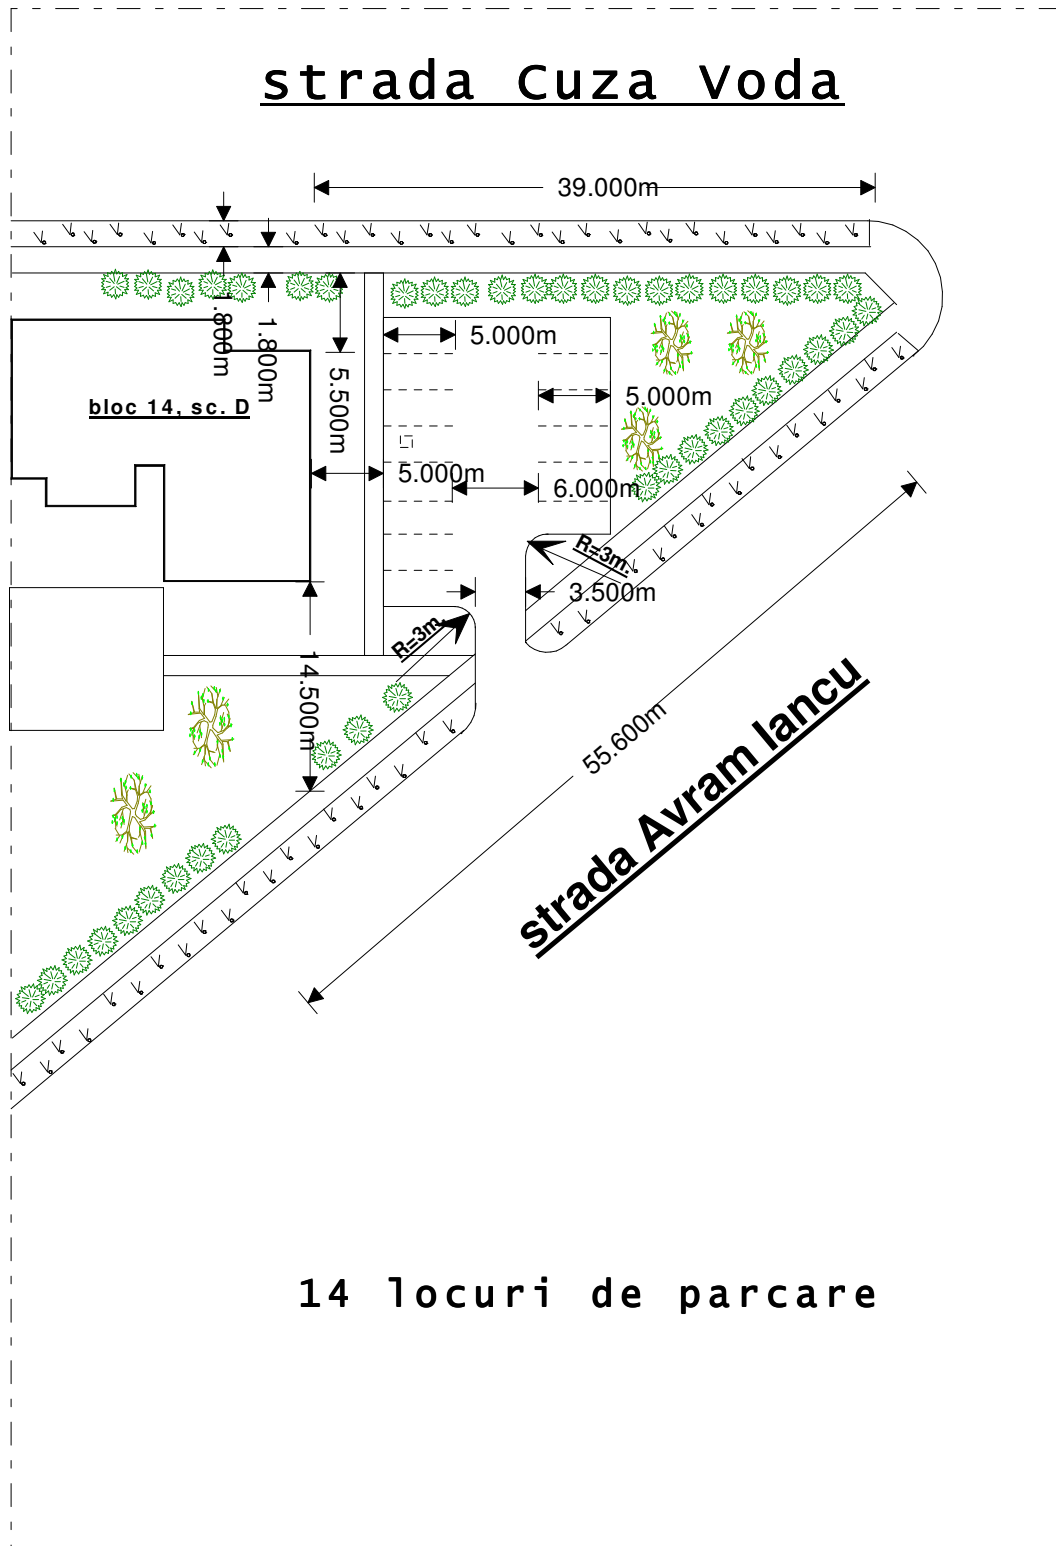 strada Cuza Voda
39.000m
1.800m
1.800m
5.500m
5.000m
5.000m
bloc 14, sc. D
5.000m
6.000m
R=3m.
3.500m
R=3m.
14.500m
55.600m
strada Avram Iancu
14 locuri de parcare